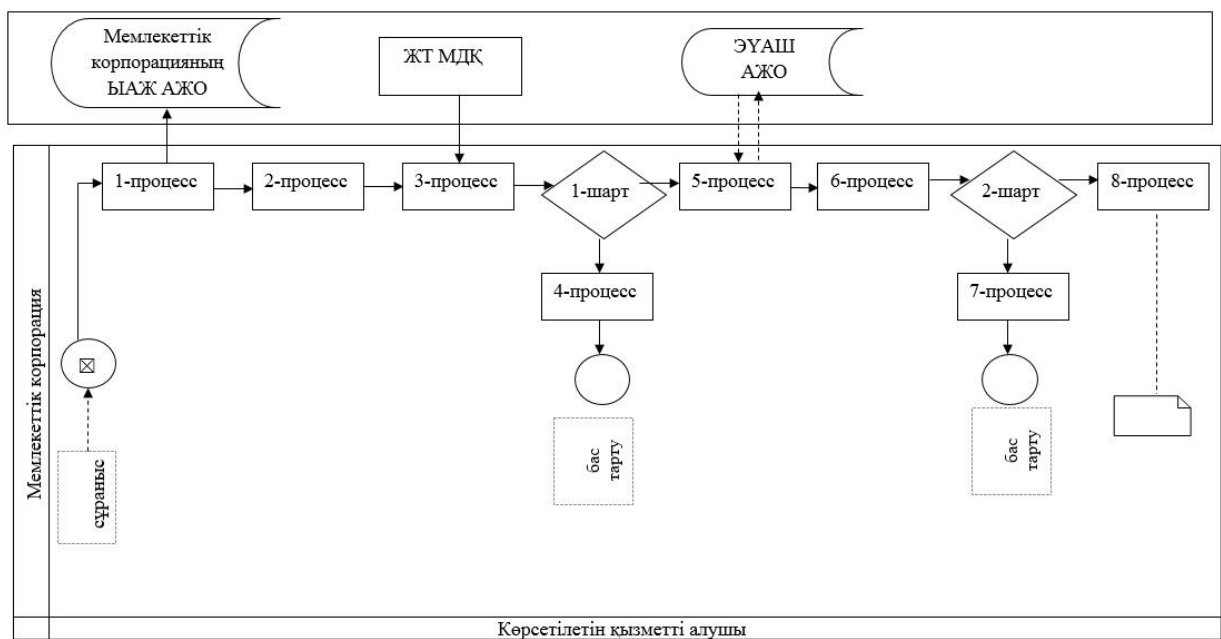 Мемлекеттік
корпорацияның
ЫАЖ АЖО
ЖТ МДҚ
ЭҮАШ
АЖО
1-процесс
2-процесс
3-процесс
1-шарт
5-процесс
6-процесс
2-шарт
8-процесс
4-процесс
7-процесс
Мемлекеттік корпорация
сұраныс
бас
тарту
бас
тарту
Көрсетілетін қызметті алушы